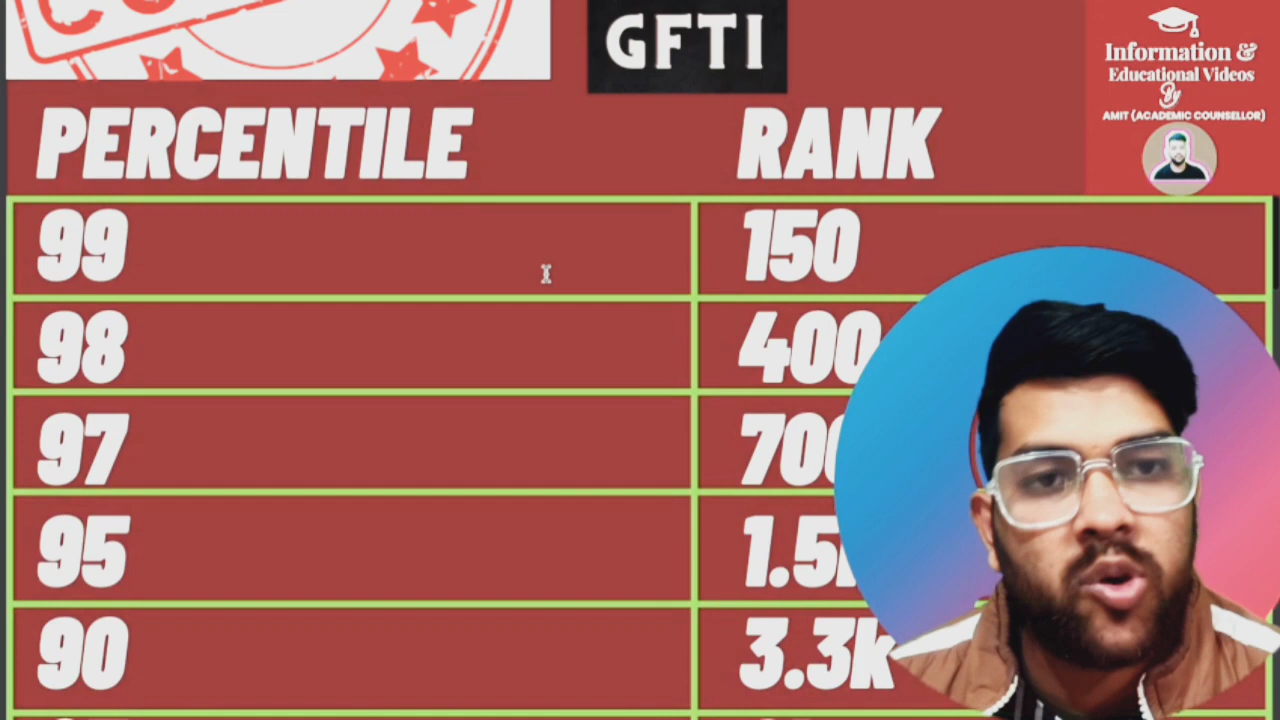 GFTI
Information &
Educational Videos
By
AMIT (ACADEMIC COUNSELLOR)
PERCENTILE RANK
99 150
98 400
97
95
90 3.3k